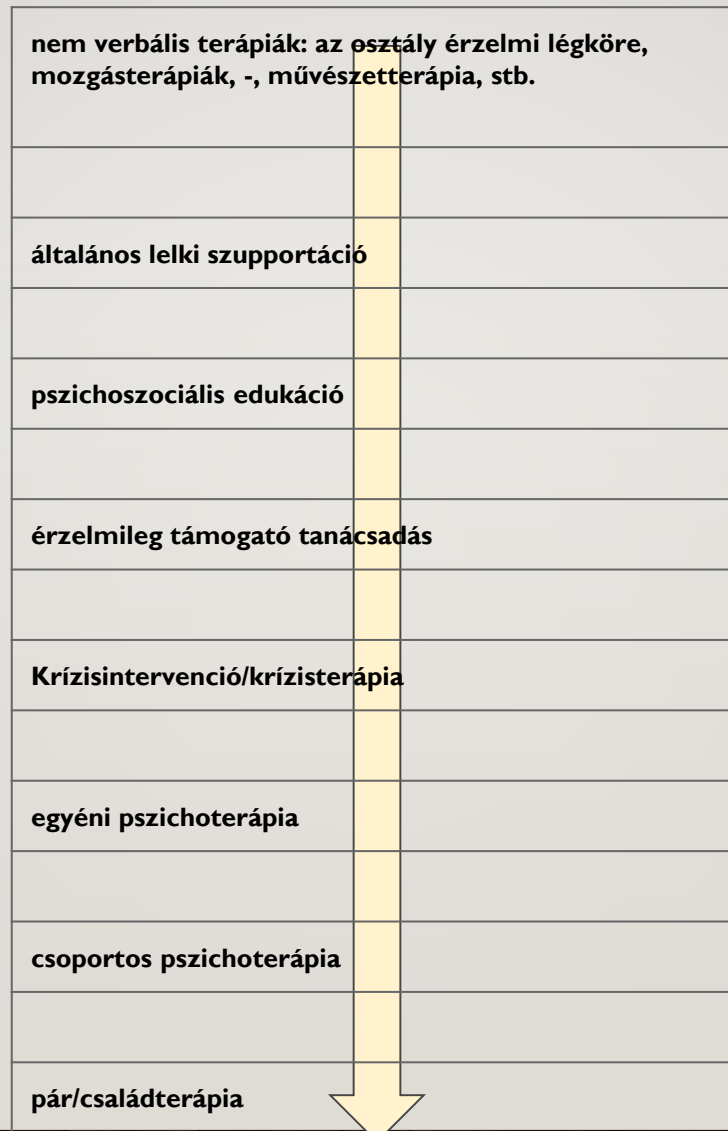 nem verbális terápiák: az osztály érzelmi légköre,
mozgásterápiák, -, művészetterápia, stb.
általános lelki szupportáció
pszichoszociális edukáció
érzelmileg támogató tanácsadás
Krízisintervenció/krízisterápia
egyéni pszichoterápia
csoportos pszichoterápia
pár/családterápia